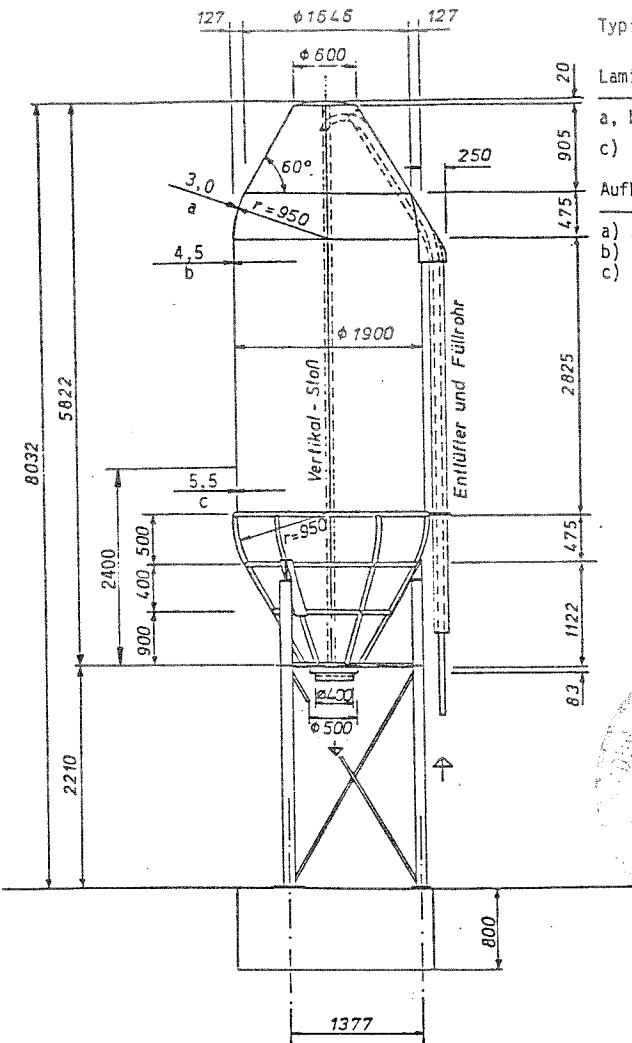 127 ϕ1646 127
ϕ600
Typ:
20
Lami
a, b
c)
905
250
60°
3,0
a
r=950
Aufl
475
a)
b)
c)
4,5
b
ϕ1900
Vertikal-Stoß
Entlüfter und Füllrohr
2825
5822
8032
5,5
c
r=950
2400
500
475
400
900
1122
ϕ400
83
ϕ500
2210
800
1377